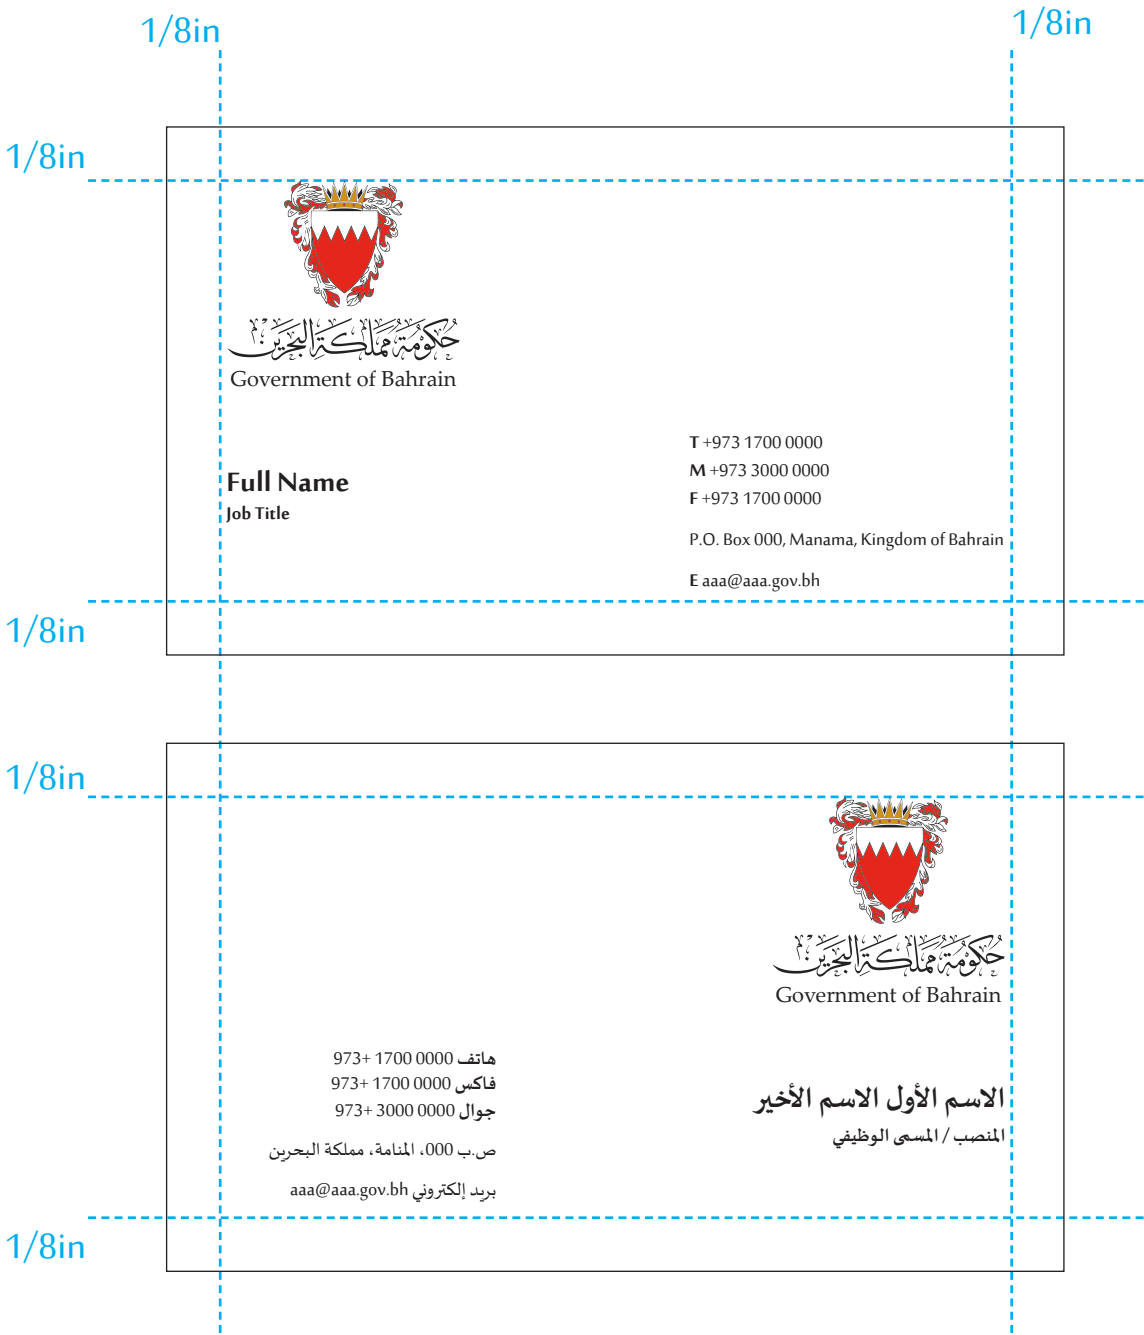 1/8in
1/8in
1/8in
حكومة مملكة البحرين
Government of Bahrain
T +973 1700 0000
M +973 3000 0000
F +973 1700 0000
Full Name
Job Title
P.O. Box 000, Manama, Kingdom of Bahrain
E aaa@aaa.gov.bh
1/8in
1/8in
حكومة مملكة البحرين
Government of Bahrain
الاسم الأول الاسم الأخير
المنصب / المسمى الوظيفي
هاتف 0000 1700 +973
فاكس 0000 1700 +973
جوال 0000 3000 +973
ص.ب 000، المنامة، مملكة البحرين
بريد إلكتروني aaa@aaa.gov.bh
1/8in